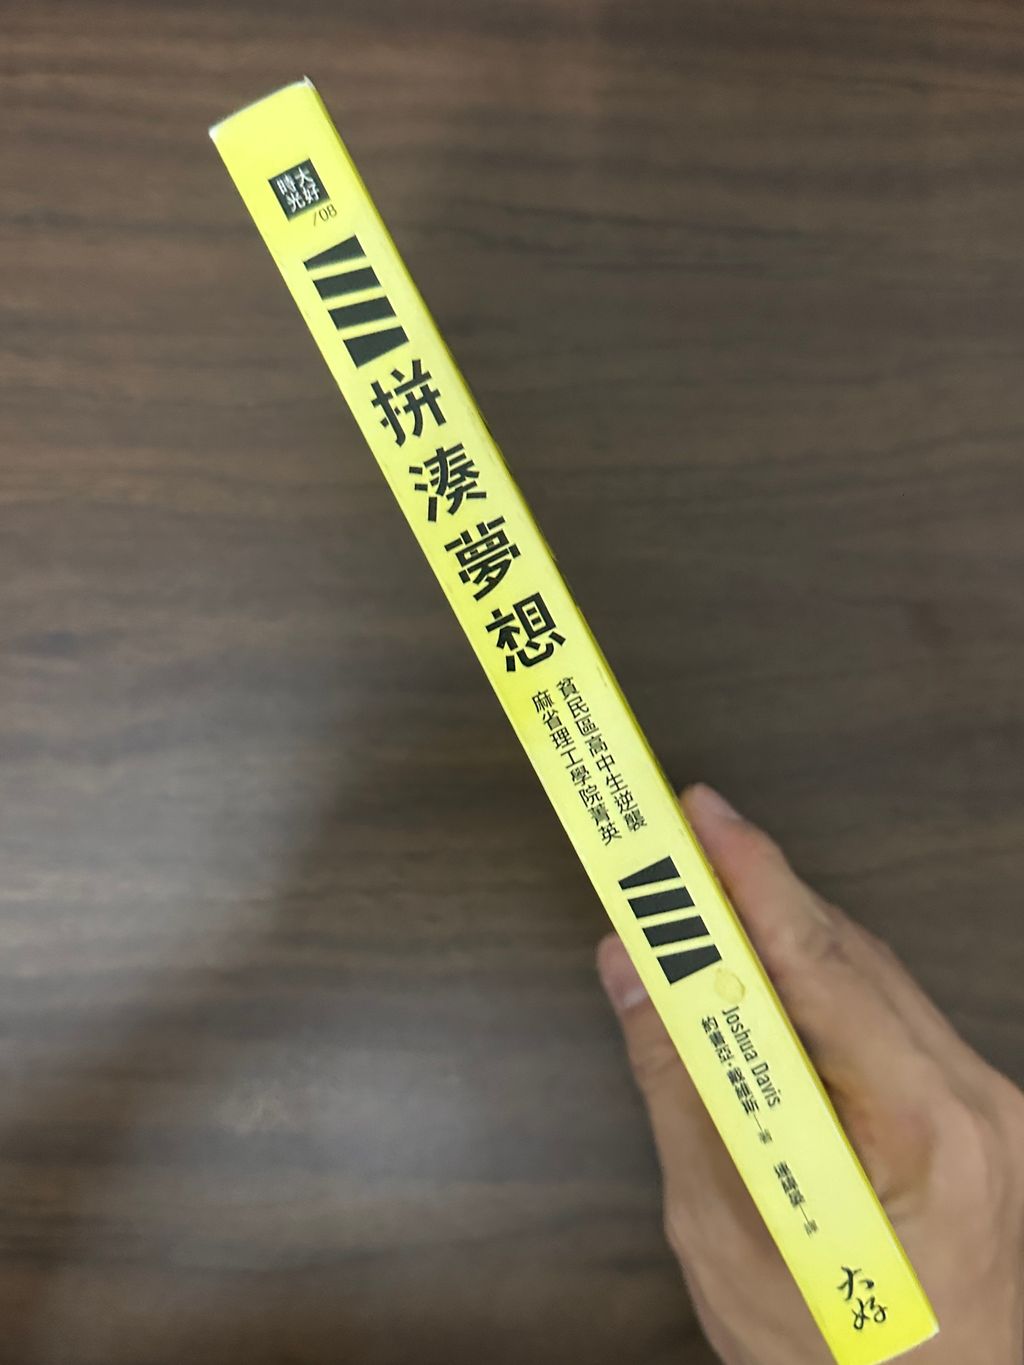 大好
時光
/08
拼湊夢想
貧民區高中生逆襲
麻省理工學院菁英
Joshua Davis
約書亞·戴維斯—著
譯
大好